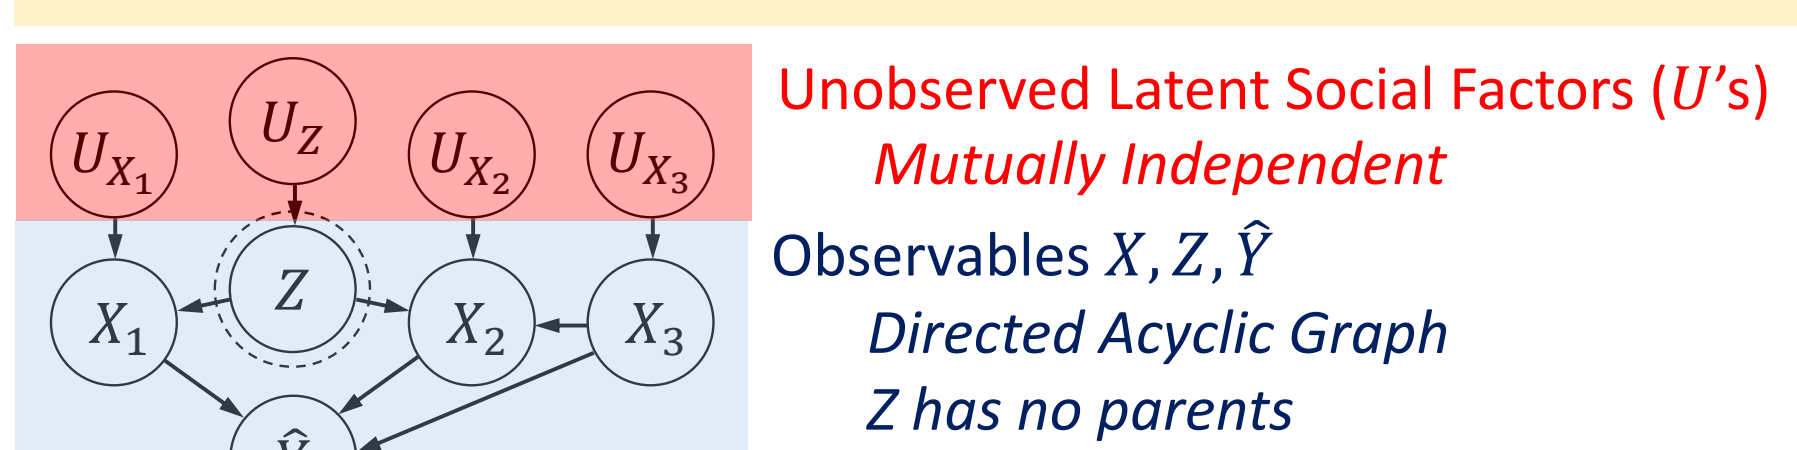 Unobserved Latent Social Factors (U’s)
Mutually Independent
Observables X, Z, Ŷ
Directed Acyclic Graph
Z has no parents
U_{X_1} U_Z U_{X_2} U_{X_3}
X_1 Z X_2 X_3
Ŷ